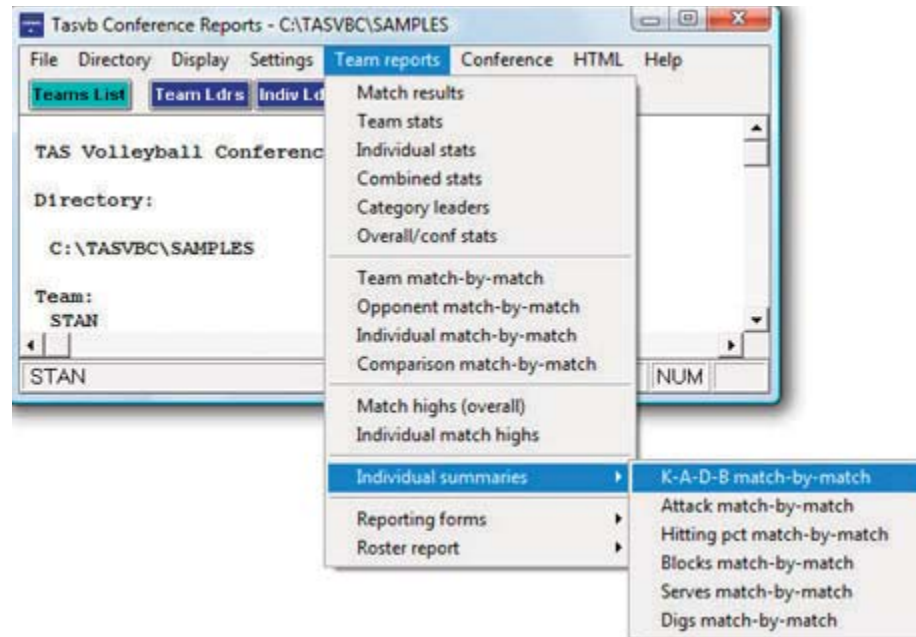 Tasvb Conference Reports - C:\TASVBC\SAMPLES
File Directory Display Settings Team reports Conference HTML Help
Teams List Team Ldrs Indiv Ld
TAS Volleyball Conferenc
Directory:
C:\TASVBC\SAMPLES
Team:
STAN
STAN NUM
Match results
Team stats
Individual stats
Combined stats
Category leaders
Overall/conf stats
Team match-by-match
Opponent match-by-match
Individual match-by-match
Comparison match-by-match
Match highs (overall)
Individual match highs
Individual summaries
Reporting forms
Roster report
K-A-D-B match-by-match
Attack match-by-match
Hitting pct match-by-match
Blocks match-by-match
Serves match-by-match
Digs match-by-match